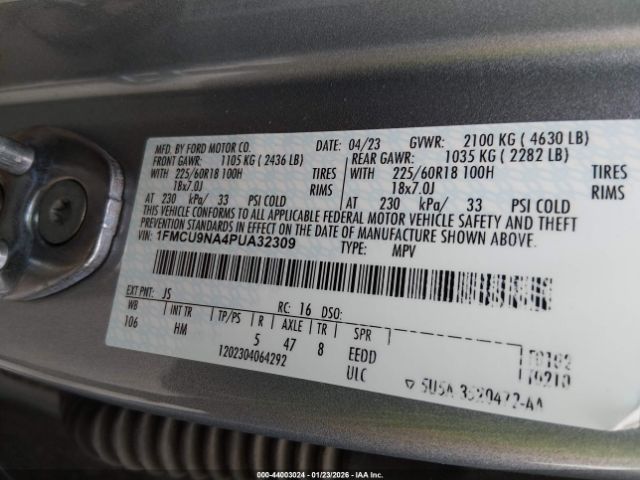 MFD. BY FORD MOTOR CO. DATE: 04/23 GVWR: 2100 KG ( 4630 LB)
FRONT GAWR: 1105 KG ( 2436 LB) REAR GAWR: 1035 KG ( 2282 LB)
WITH 225/60R18 100H TIRES WITH 225/60R18 100H TIRES
18x7.0J RIMS 18x7.0J RIMS
AT 230 kPa/ 33 PSI COLD AT 230 kPa/ 33 PSI COLD
THIS VEHICLE CONFORMS TO ALL APPLICABLE FEDERAL MOTOR VEHICLE SAFETY AND THEFT
PREVENTION STANDARDS IN EFFECT ON THE DATE OF MANUFACTURE SHOWN ABOVE.
VIN: 1FMCU9NA4PUA32309 TYPE: MPV
EXT PNT: JS RC: 16 DSO:
WB INT TR TP/PS R AXLE TR SPR
106 HM 5 47 8 EEDD
1202304064292 ULC
000-44003024 01/23/2026 IAA Inc.